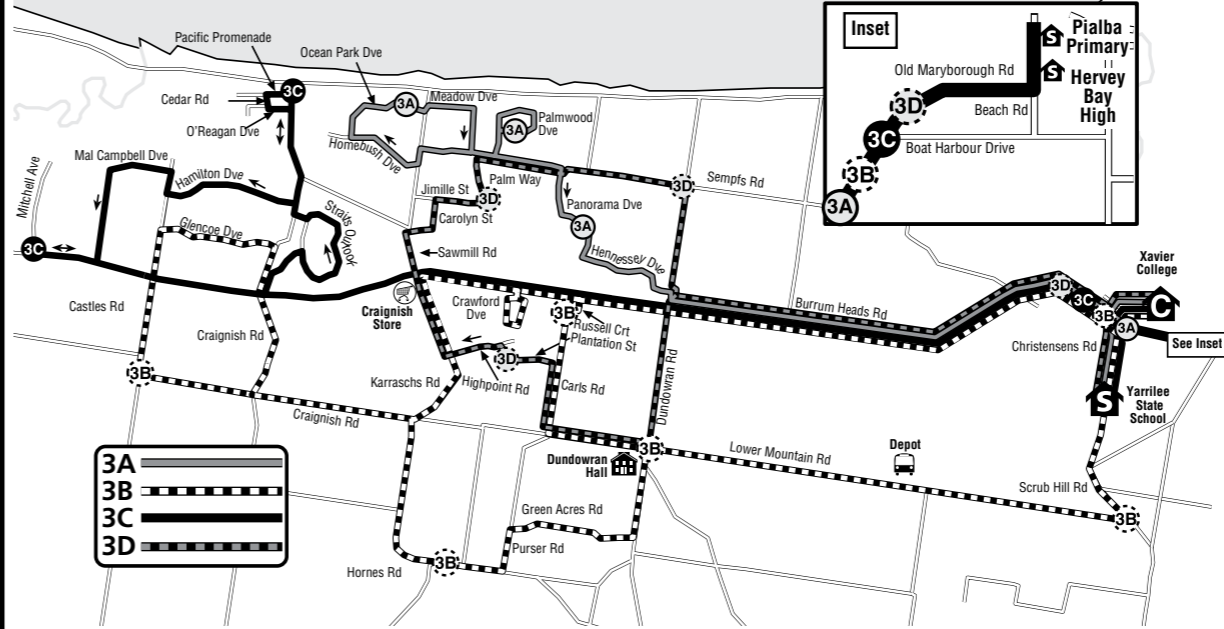 Pacific Promenade
Ocean Park Dve
Cedar Rd
3C
3A
Meadow Dve
Palmwood
Dve
3A
O'Reagan Dve
Homebush Dve
Mal Campbell Dve
Hamilton Dve
Mitchell Ave
Jimille St
Palm Way
3D
3D
Sempfs Rd
Carolyn St
Panorama Dve
3A
Straits Outlook
Glencoe Dve
Sawmill Rd
Hennessey Dve
3C
Castles Rd
Craignish Rd
Craignish
Store
Crawford
Dve
3B
Russell Crt
Plantation St
Burrum Heads Rd
3D
3C
3B
3A
Xavier
College
C
See Inset
Christensens Rd
3B
Karraschs Rd
3D
Highpoint Rd
Carls Rd
Dundowran Rd
S
Yarrilee
State
School
Craignish Rd
3B
Dundowran
Hall
Lower Mountain Rd
Depot
Scrub Hill Rd
3B
Green Acres Rd
Purser Rd
Hornes Rd
3B
3A
3B
3C
3D
Inset
S
Pialba
Primary
Old Maryborough Rd
S
Hervey
Bay
High
3D
Beach Rd
3C
Boat Harbour Drive
3B
3A